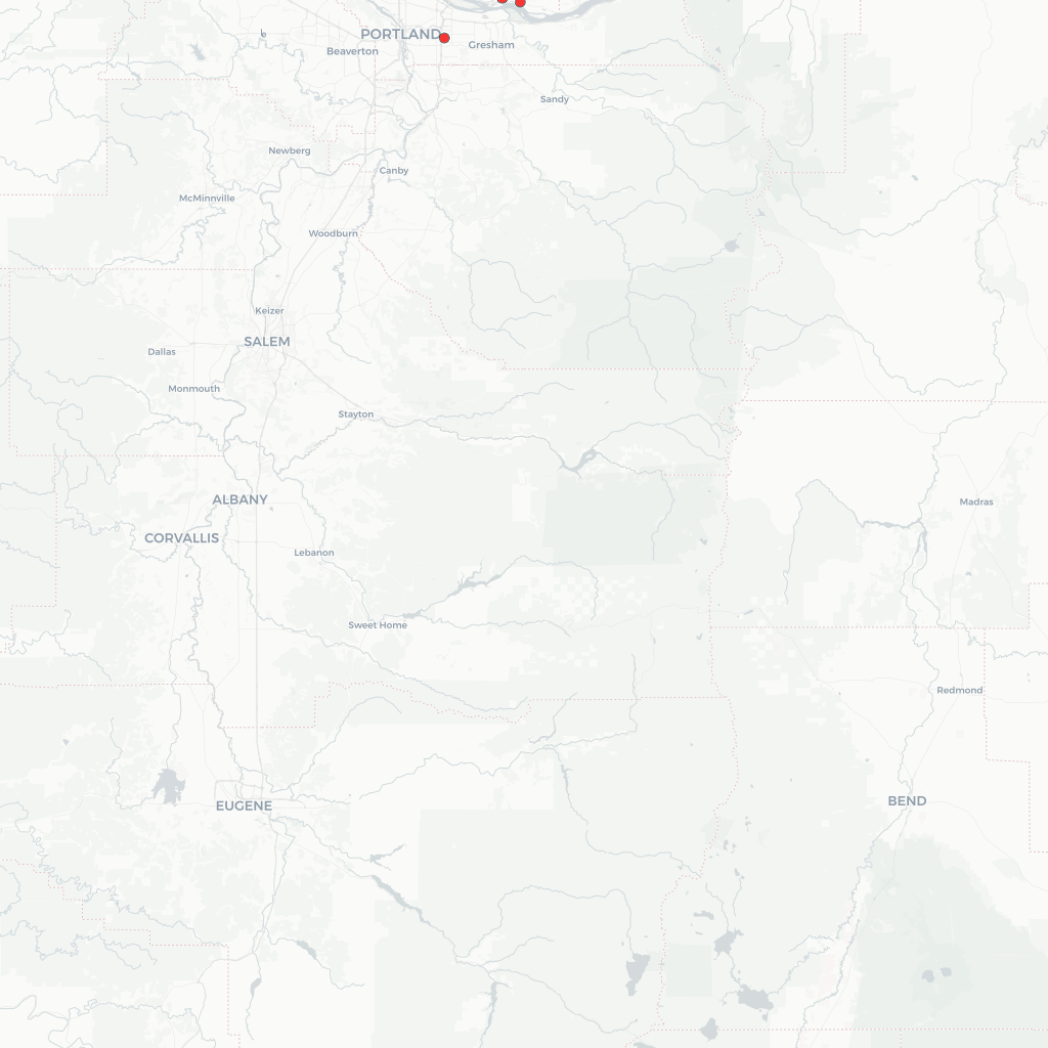 PORTLAND
Beaverton
Gresham
Sandy
Newberg
Canby
McMinnville
Woodburn
Keizer
SALEM
Dallas
Monmouth
Stayton
ALBANY
Madras
CORVALLIS
Lebanon
Sweet Home
Redmond
BEND
EUGENE